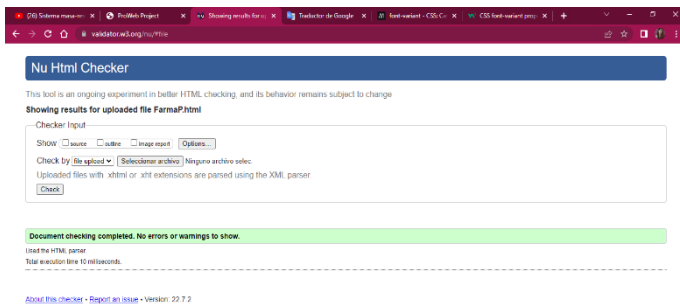 (26) Sistema masa-res
ProWeb Project
Showing results for up
Traductor de Google
font-variant - CSS: Ca
CSS font-variant prop
validator.w3.org/nu/#file
Nu Html Checker
This tool is an ongoing experiment in better HTML checking, and its behavior remains subject to change
Showing results for uploaded file FarmaP.html
Checker Input
Show source outline image report Options...
Check by file upload Seleccionar archivo Ninguno archivo selec.
Uploaded files with .xhtml or .xht extensions are parsed using the XML parser.
Check
Document checking completed. No errors or warnings to show.
Used the HTML parser.
Total execution time 10 milliseconds.
About this checker • Report an issue • Version: 22.7.2